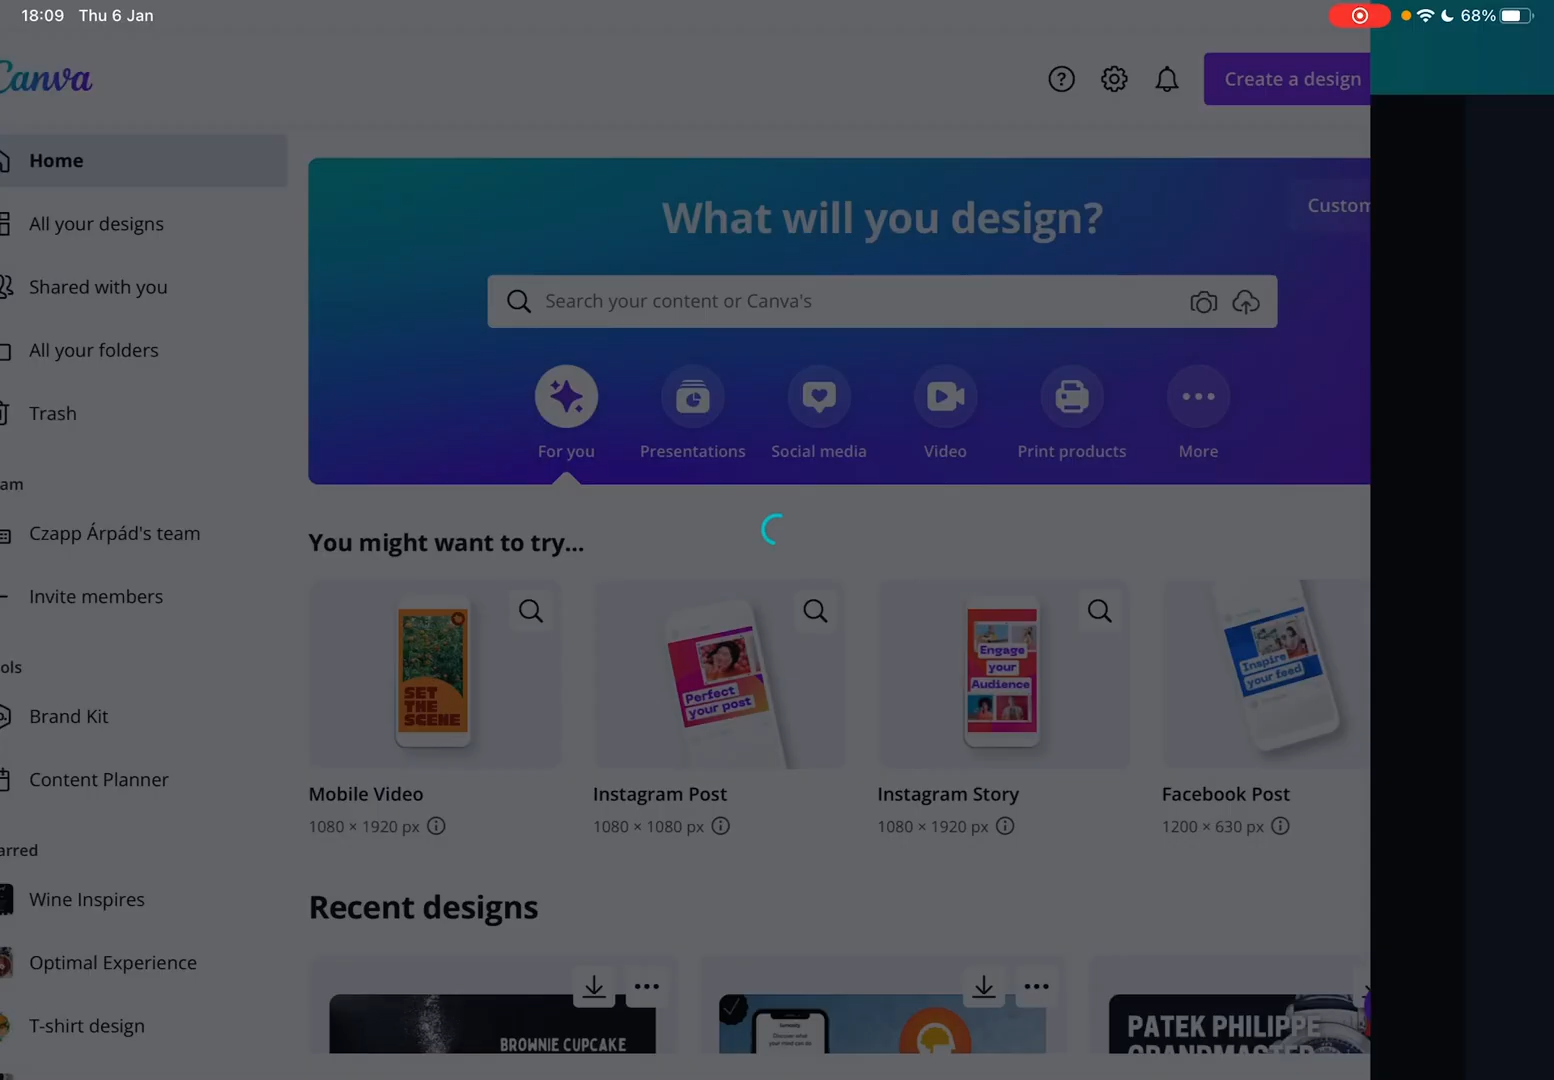 18:09 Thu 6 Jan
68%
Canva
Create a design
Home
All your designs
Shared with you
All your folders
Trash
am
Czapp Árpád's team
Invite members
ols
Brand Kit
Content Planner
arred
Wine Inspires
Optimal Experience
T-shirt design
What will you design?
Custom
Search your content or Canva's
For you
Presentations
Social media
Video
Print products
More
You might want to try...
SET
THE
SCENE
Perfect
your post
Engage
your
Audience
Inspire
your feed
Mobile Video
1080 × 1920 px
Instagram Post
1080 × 1080 px
Instagram Story
1080 × 1920 px
Facebook Post
1200 × 630 px
Recent designs
BROWNIE CUPCAKE
PATEK PHILIPPE
GRANDMASTER